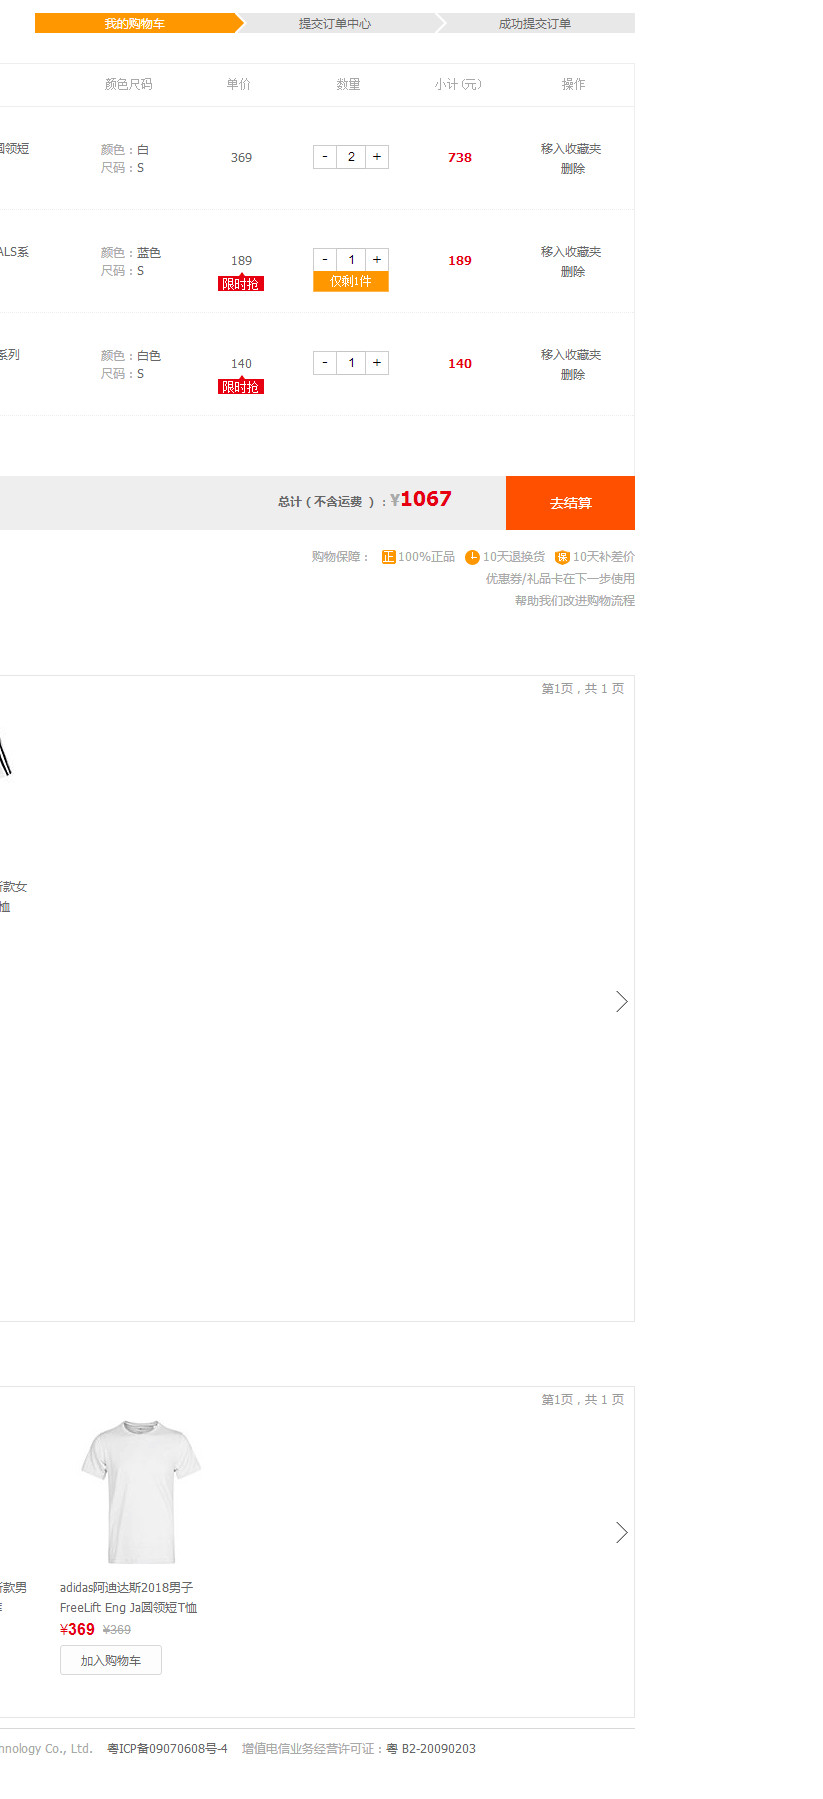 我的购物车 提交订单中心 成功提交订单
颜色尺码 单价 数量 小计(元) 操作
圆领短 颜色：白 369 - 2 + 738 移入收藏夹
尺码：S 删除
ALS系 颜色：蓝色 189 - 1 + 189 移入收藏夹
尺码：S 限时抢 仅剩1件 删除
系列 颜色：白色 140 - 1 + 140 移入收藏夹
尺码：S 限时抢 删除
总计（不含运费 ）：¥1067 去结算
购物保障： 正 100%正品 10天退换货 保 10天补差价
优惠券/礼品卡在下一步使用
帮助我们改进购物流程
第1页，共 1 页
新款女
恤
第1页，共 1 页
新款男 adidas阿迪达斯2018男子
FreeLift Eng Ja圆领短T恤
¥369 ¥369
加入购物车
hnology Co., Ltd. 粤ICP备09070608号-4 增值电信业务经营许可证：粤 B2-20090203